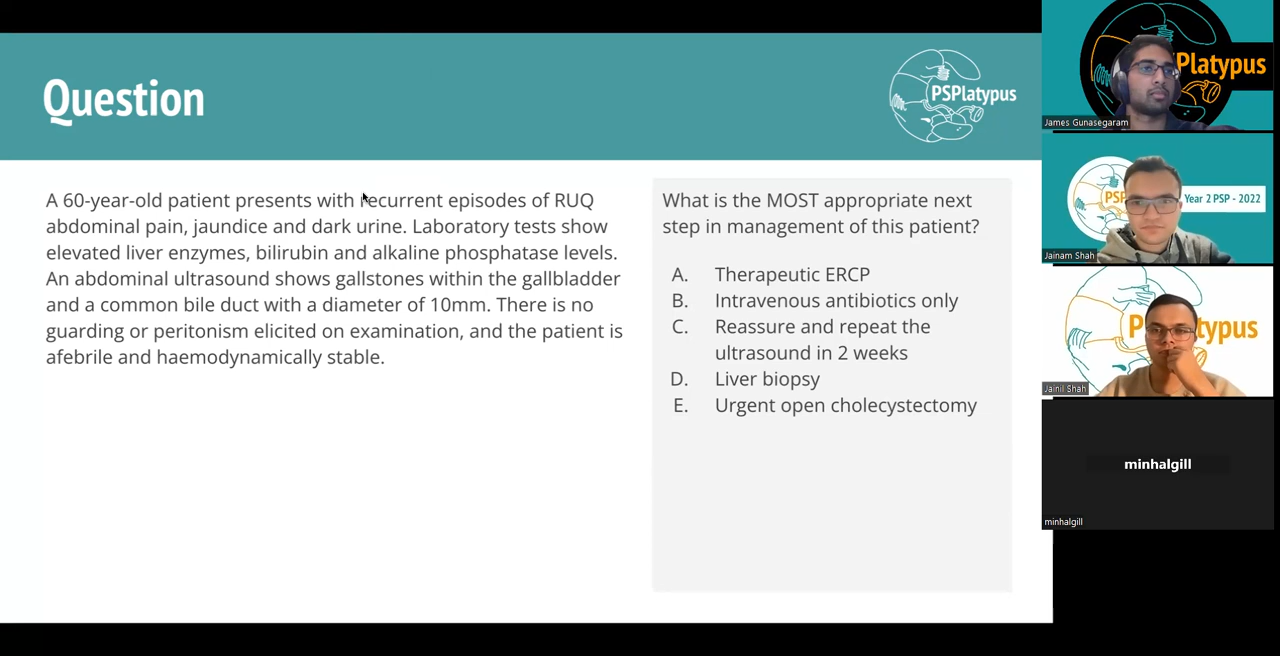 Question
PSPlatypus
A 60-year-old patient presents with recurrent episodes of RUQ
abdominal pain, jaundice and dark urine. Laboratory tests show
elevated liver enzymes, bilirubin and alkaline phosphatase levels.
An abdominal ultrasound shows gallstones within the gallbladder
and a common bile duct with a diameter of 10mm. There is no
guarding or peritonism elicited on examination, and the patient is
afebrile and haemodynamically stable.
What is the MOST appropriate next
step in management of this patient?
A. Therapeutic ERCP
B. Intravenous antibiotics only
C. Reassure and repeat the
ultrasound in 2 weeks
D. Liver biopsy
E. Urgent open cholecystectomy
Platypus
James Gunasegaram
PSP
Year 2 PSP - 2022
Jainam Shah
P
ypus
Jainil Shah
minhalgill
minhalgill